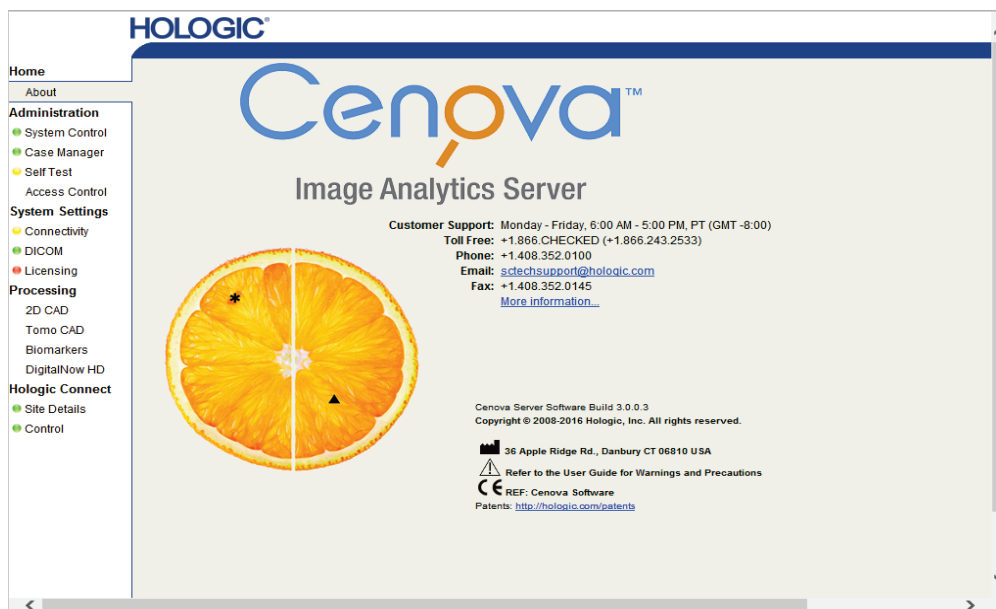 HOLOGIC®
Home
About
Administration
System Control
Case Manager
Self Test
Access Control
System Settings
Connectivity
DICOM
Licensing
Processing
2D CAD
Tomo CAD
Biomarkers
DigitalNow HD
Hologic Connect
Site Details
Control
Cenova™
Image Analytics Server
Customer Support: Monday - Friday, 6:00 AM - 5:00 PM, PT (GMT -8:00)
Toll Free: +1.866.CHECKED (+1.866.243.2533)
Phone: +1.408.352.0100
Email: sctechsupport@hologic.com
Fax: +1.408.352.0145
More information...
Cenova Server Software Build 3.0.0.3
Copyright © 2008-2016 Hologic, Inc. All rights reserved.
36 Apple Ridge Rd., Danbury CT 06810 USA
Refer to the User Guide for Warnings and Precautions
CE REF: Cenova Software
Patents: http://hologic.com/patents